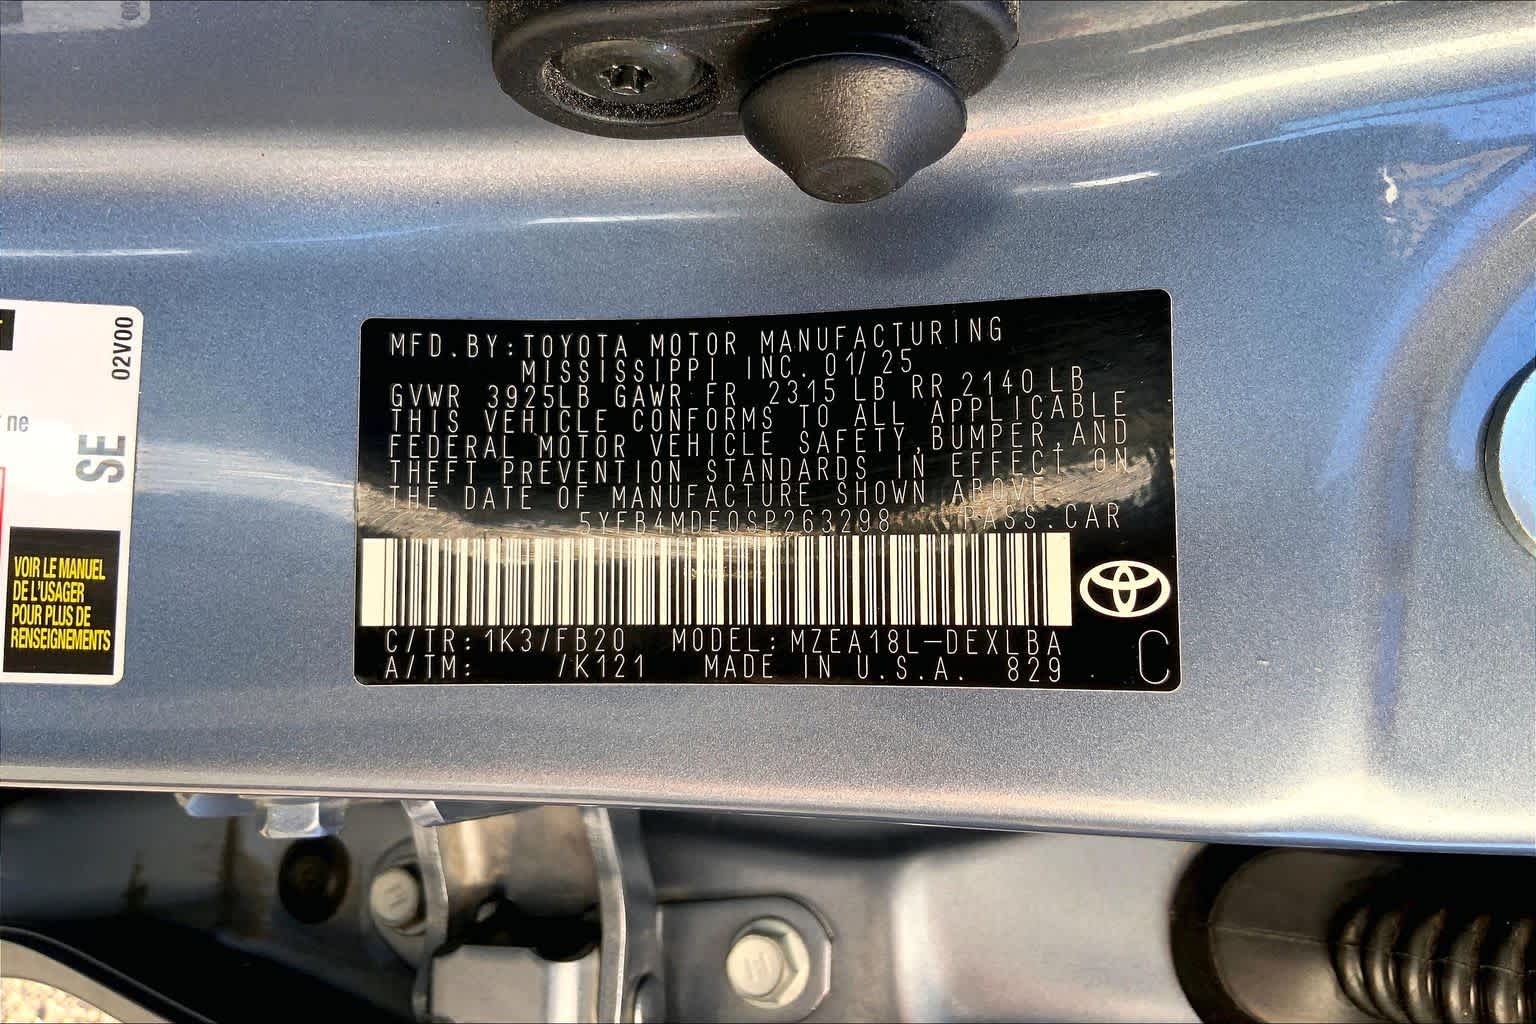 MFD.BY:TOYOTA MOTOR MANUFACTURING
MISSISSIPPI INC. 01/25
GVWR 3925LB GAWR FR 2315 LB RR 2140 LB
THIS VEHICLE CONFORMS TO ALL APPLICABLE
FEDERAL MOTOR VEHICLE SAFETY,BUMPER,AND
THEFT PREVENTION STANDARDS IN EFFECT ON
THE DATE OF MANUFACTURE SHOWN ABOVE.
5YFB4MDE0SP263298 PASS.CAR
C/TR: 1K3/FB20 MODEL: MZEA18L-DEXLBA
A/TM: /K121 MADE IN U.S.A. 829
C
02V00
ne
SE
VOIR LE MANUEL
DE L'USAGER
POUR PLUS DE
RENSEIGNEMENTS